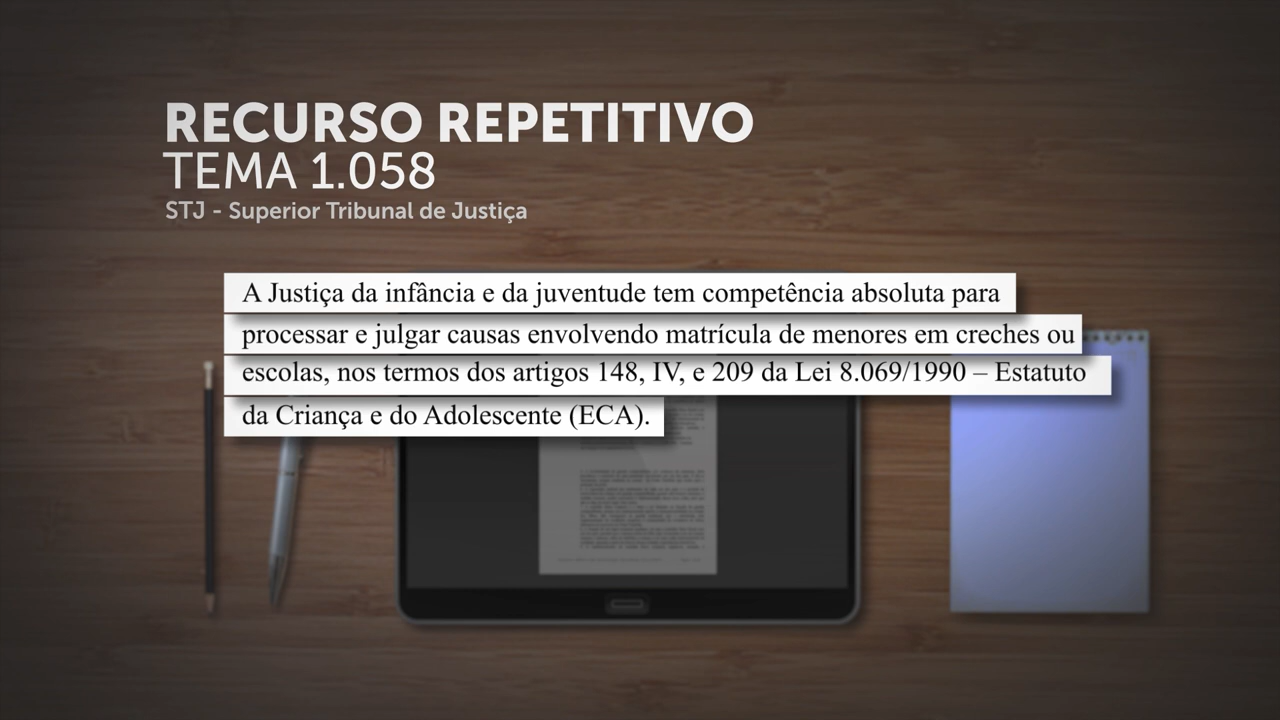 RECURSO REPETITIVO
TEMA 1.058
STJ - Superior Tribunal de Justiça
A Justiça da infância e da juventude tem competência absoluta para
processar e julgar causas envolvendo matrícula de menores em creches ou
escolas, nos termos dos artigos 148, IV, e 209 da Lei 8.069/1990 – Estatuto
da Criança e do Adolescente (ECA).